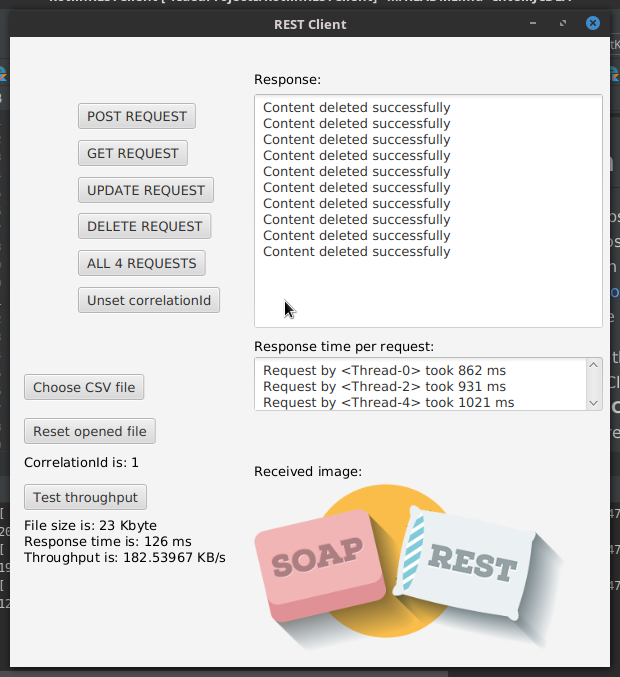 REST Client
Response:
POST REQUEST
GET REQUEST
UPDATE REQUEST
DELETE REQUEST
ALL 4 REQUESTS
Unset correlationId
Content deleted successfully
Content deleted successfully
Content deleted successfully
Content deleted successfully
Content deleted successfully
Content deleted successfully
Content deleted successfully
Content deleted successfully
Content deleted successfully
Content deleted successfully
Response time per request:
Request by <Thread-0> took 862 ms
Request by <Thread-2> took 931 ms
Request by <Thread-4> took 1021 ms
Choose CSV file
Reset opened file
CorrelationId is: 1
Test throughput
File size is: 23 Kbyte
Response time is: 126 ms
Throughput is: 182.53967 KB/s
Received image:
SOAP
REST